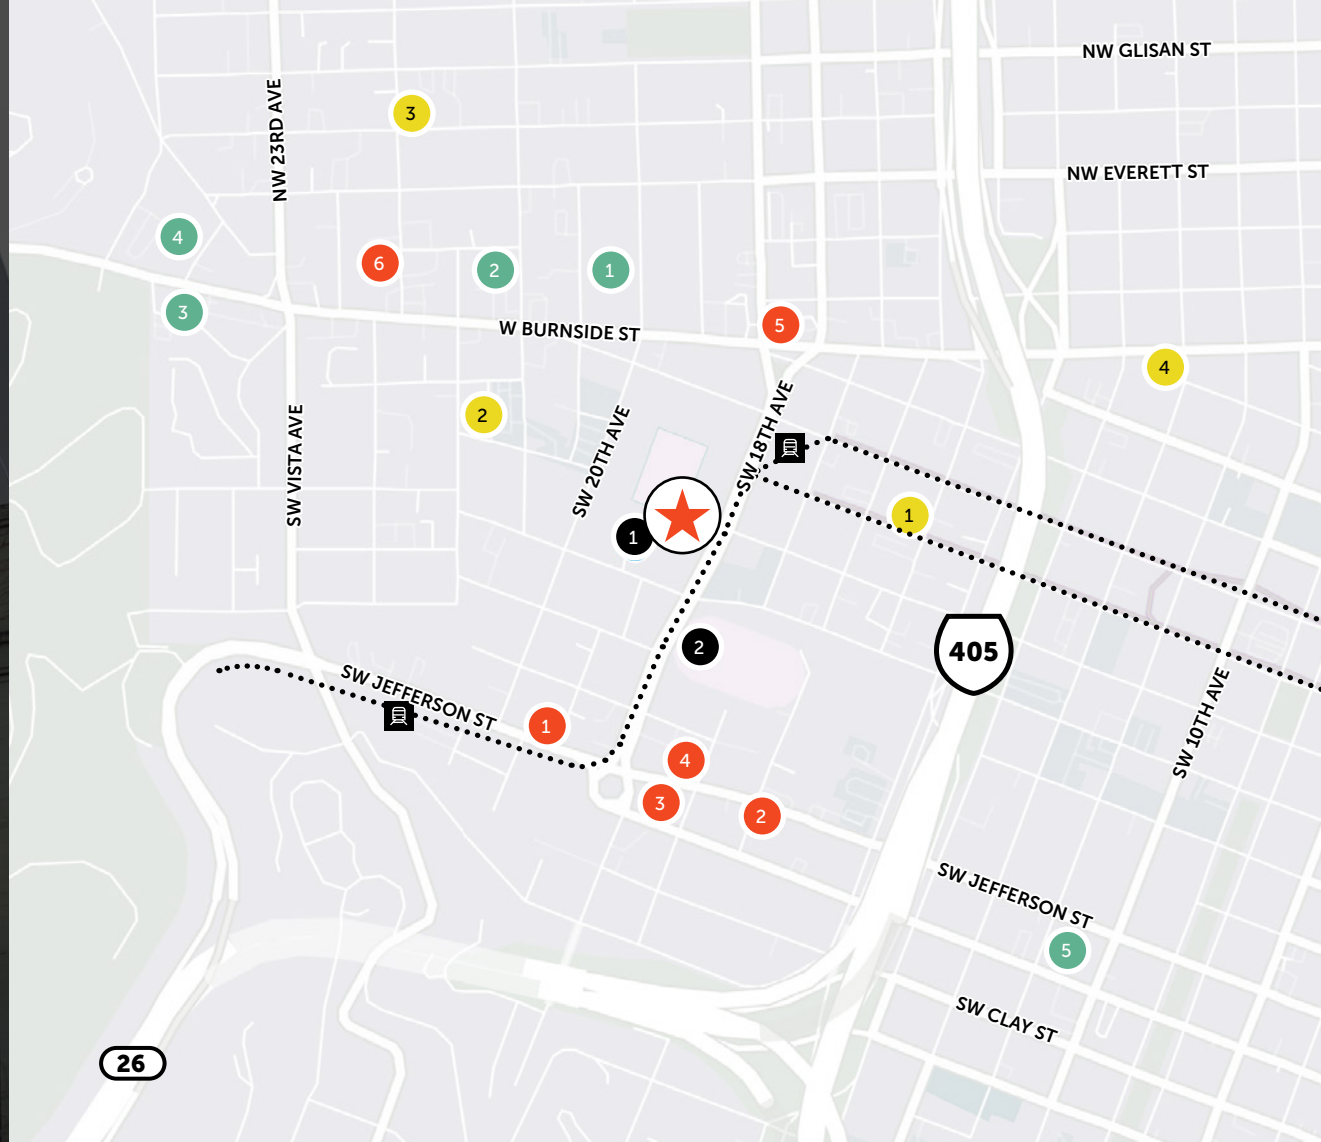 NW GLISAN ST
NW 23RD AVE
3
NW EVERETT ST
4
6
2
1
3
5
W BURNSIDE ST
4
2
SW 18TH AVE
SW VISTA AVE
SW 20TH AVE
1
1
2
405
SW JEFFERSON ST
1
SW 10TH AVE
4
3
2
SW JEFFERSON ST
5
SW CLAY ST
26